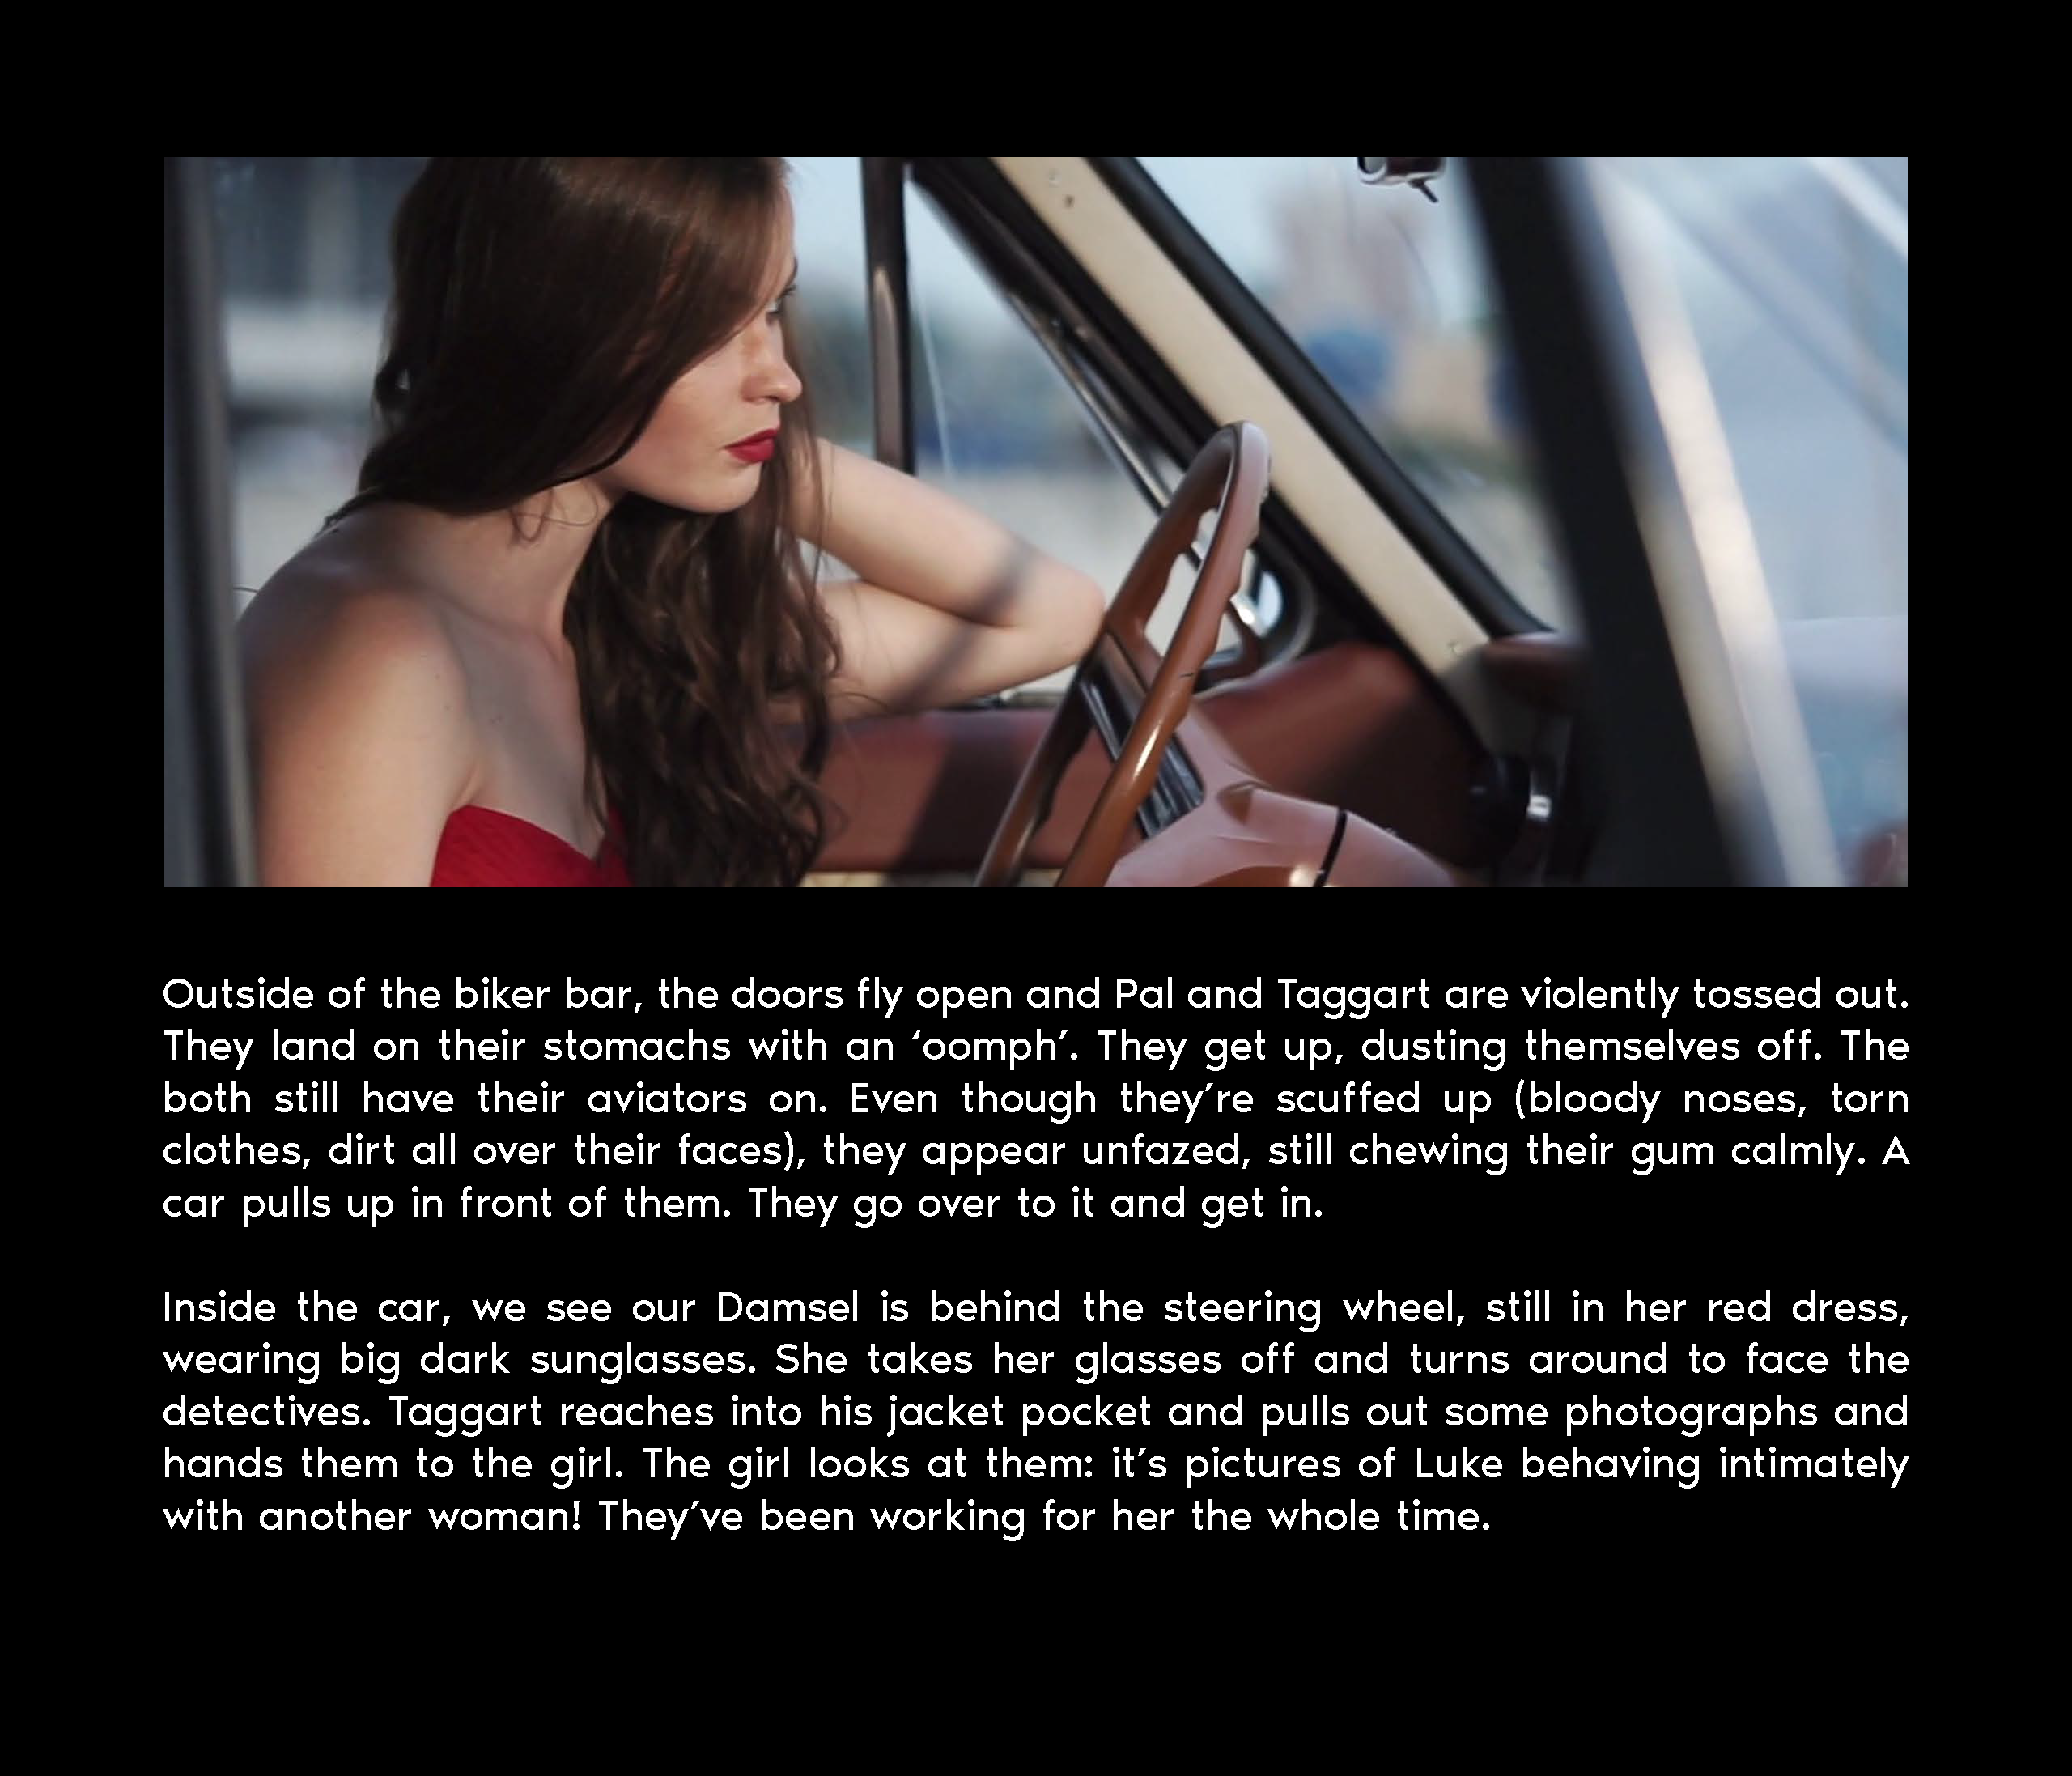 Outside of the biker bar, the doors fly open and Pal and Taggart are violently tossed out.
They land on their stomachs with an ‘oomph’. They get up, dusting themselves off. The
both still have their aviators on. Even though they’re scuffed up (bloody noses, torn
clothes, dirt all over their faces), they appear unfazed, still chewing their gum calmly. A
car pulls up in front of them. They go over to it and get in.
Inside the car, we see our Damsel is behind the steering wheel, still in her red dress,
wearing big dark sunglasses. She takes her glasses off and turns around to face the
detectives. Taggart reaches into his jacket pocket and pulls out some photographs and
hands them to the girl. The girl looks at them: it’s pictures of Luke behaving intimately
with another woman! They’ve been working for her the whole time.